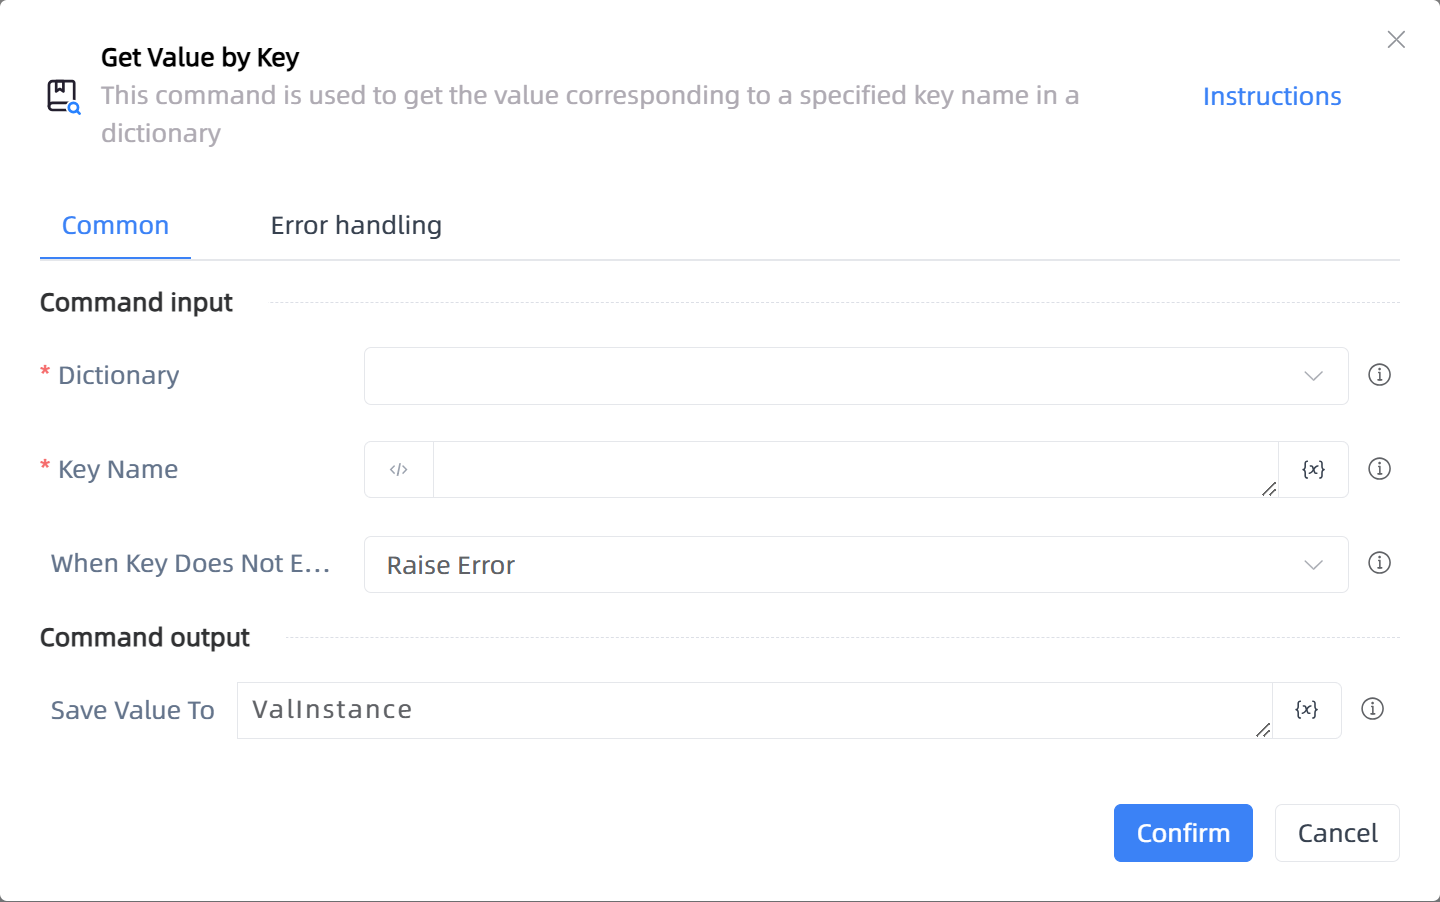 Get Value by Key
This command is used to get the value corresponding to a specified key name in a
dictionary
Instructions
Common
Error handling
Command input
* Dictionary
* Key Name
</>
{x}
When Key Does Not E...
Raise Error
Command output
Save Value To
ValInstance
{x}
Confirm
Cancel